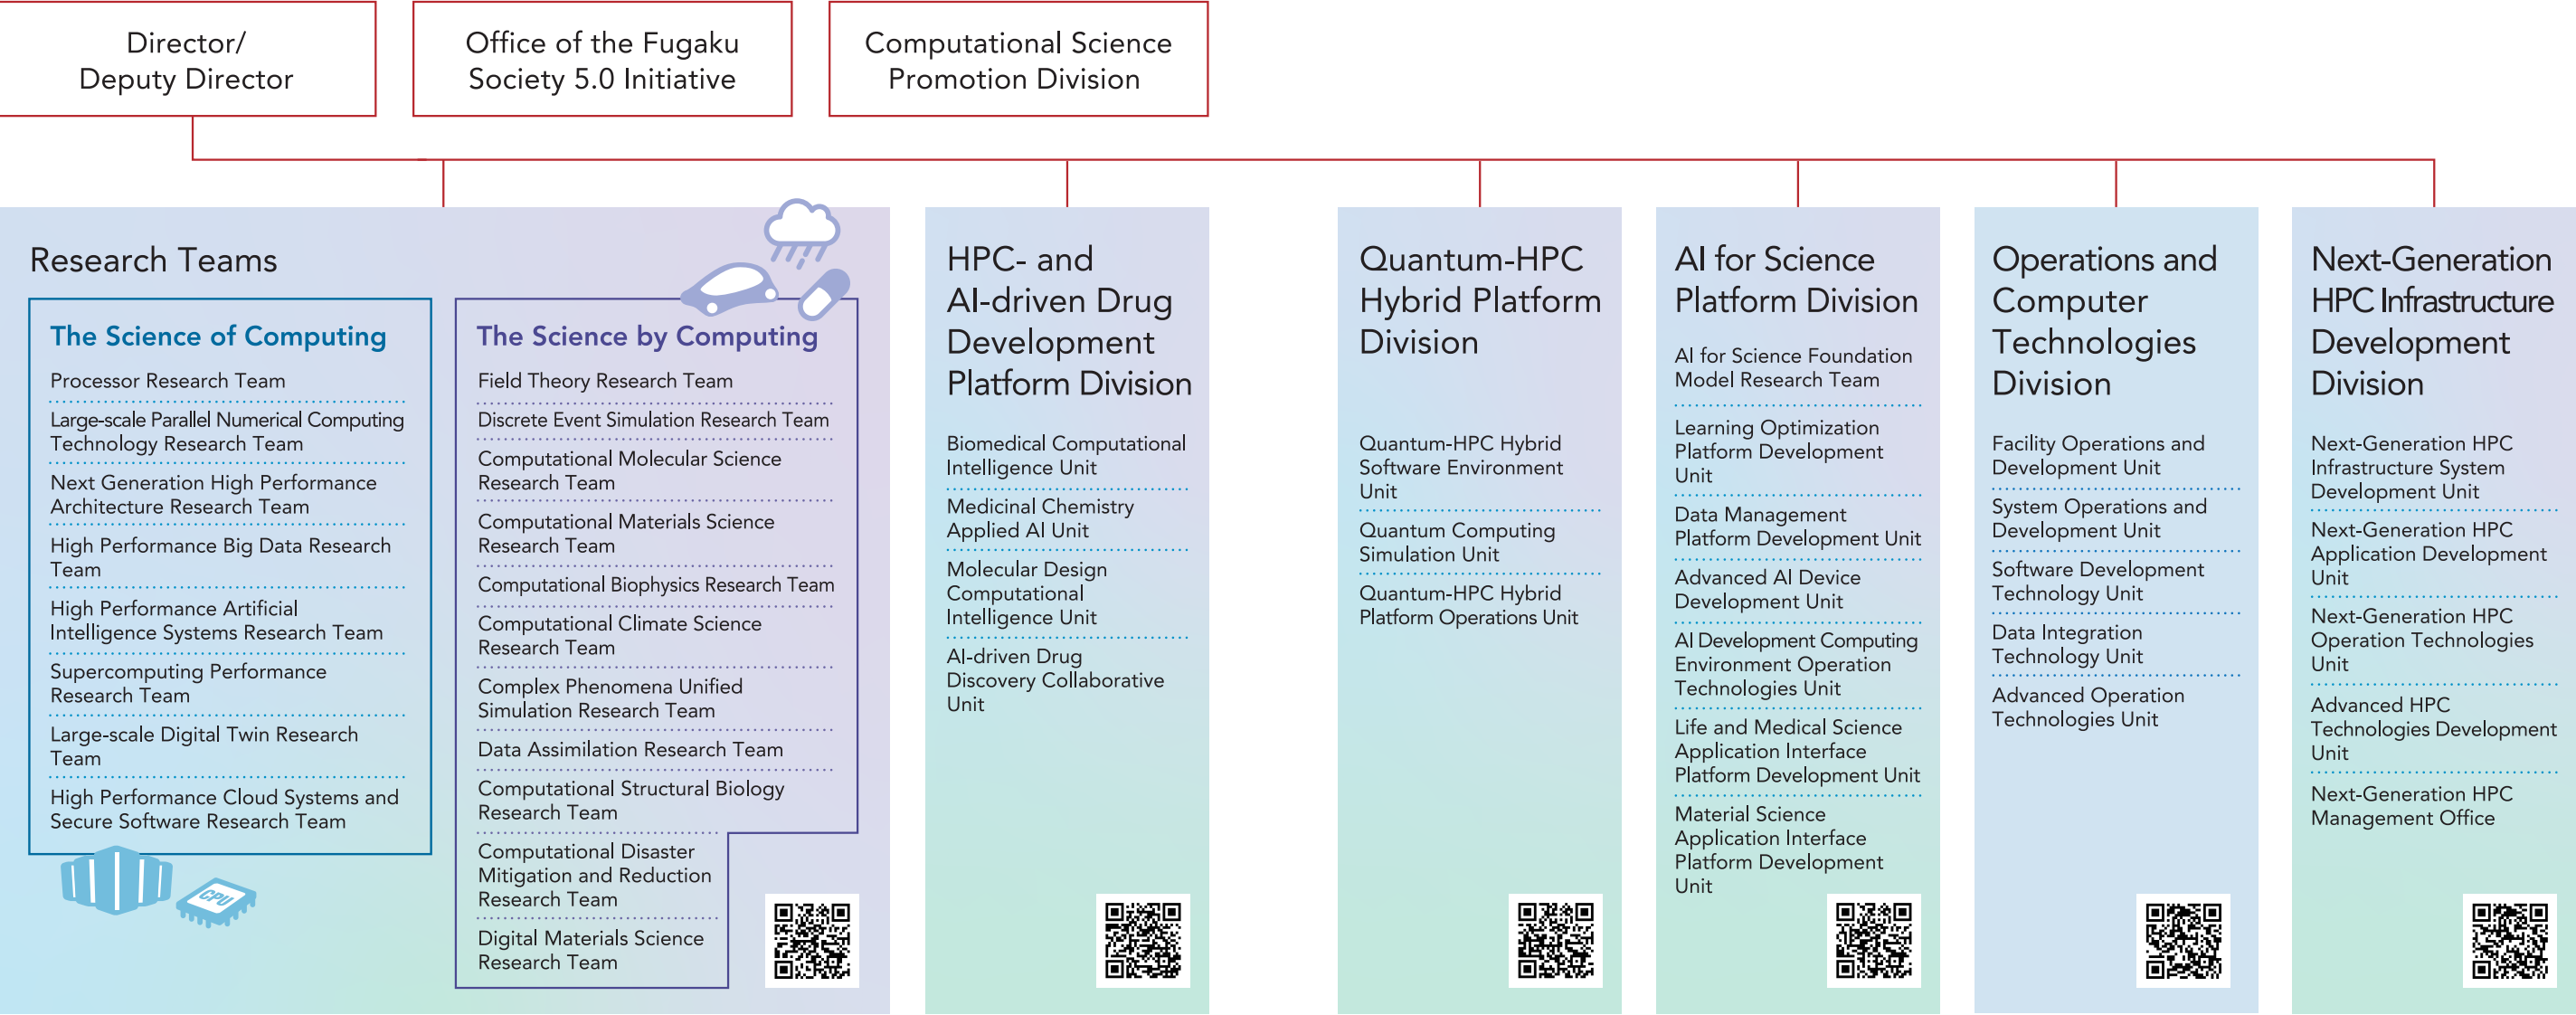 Director/
Deputy Director
Office of the Fugaku
Society 5.0 Initiative
Computational Science
Promotion Division
Research Teams
The Science of Computing
Processor Research Team
Large-scale Parallel Numerical Computing
Technology Research Team
Next Generation High Performance
Architecture Research Team
High Performance Big Data Research
Team
High Performance Artificial
Intelligence Systems Research Team
Supercomputing Performance
Research Team
Large-scale Digital Twin Research
Team
High Performance Cloud Systems and
Secure Software Research Team
CPU
The Science by Computing
Field Theory Research Team
Discrete Event Simulation Research Team
Computational Molecular Science
Research Team
Computational Materials Science
Research Team
Computational Biophysics Research Team
Computational Climate Science
Research Team
Complex Phenomena Unified
Simulation Research Team
Data Assimilation Research Team
Computational Structural Biology
Research Team
Computational Disaster
Mitigation and Reduction
Research Team
Digital Materials Science
Research Team
HPC- and
AI-driven Drug
Development
Platform Division
Biomedical Computational
Intelligence Unit
Medicinal Chemistry
Applied AI Unit
Molecular Design
Computational
Intelligence Unit
AI-driven Drug
Discovery Collaborative
Unit
Quantum-HPC
Hybrid Platform
Division
Quantum-HPC Hybrid
Software Environment
Unit
Quantum Computing
Simulation Unit
Quantum-HPC Hybrid
Platform Operations Unit
AI for Science
Platform Division
AI for Science Foundation
Model Research Team
Learning Optimization
Platform Development
Unit
Data Management
Platform Development Unit
Advanced AI Device
Development Unit
AI Development Computing
Environment Operation
Technologies Unit
Life and Medical Science
Application Interface
Platform Development Unit
Material Science
Application Interface
Platform Development
Unit
Operations and
Computer
Technologies
Division
Facility Operations and
Development Unit
System Operations and
Development Unit
Software Development
Technology Unit
Data Integration
Technology Unit
Advanced Operation
Technologies Unit
Next-Generation
HPC Infrastructure
Development
Division
Next-Generation HPC
Infrastructure System
Development Unit
Next-Generation HPC
Application Development
Unit
Next-Generation HPC
Operation Technologies
Unit
Advanced HPC
Technologies Development
Unit
Next-Generation HPC
Management Office